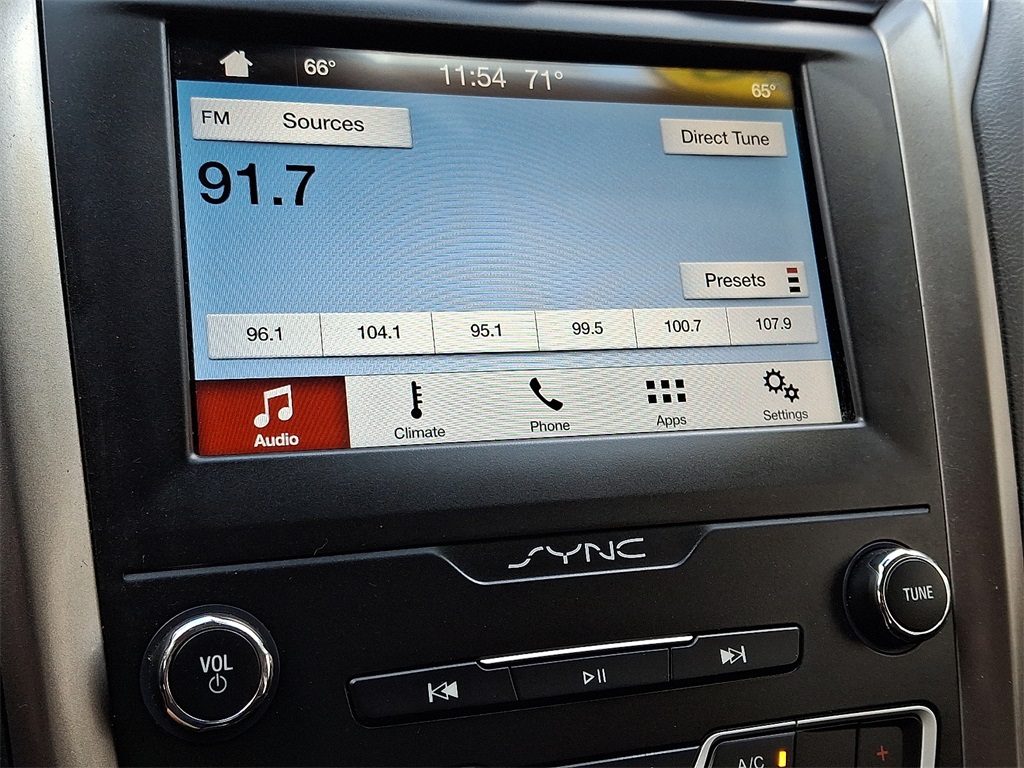 66° 11:54 71° 65°
FM Sources Direct Tune
91.7
Presets
96.1 104.1 95.1 99.5 100.7 107.9
Audio Climate Phone Apps Settings
SYNC
VOL TUNE
A/C +